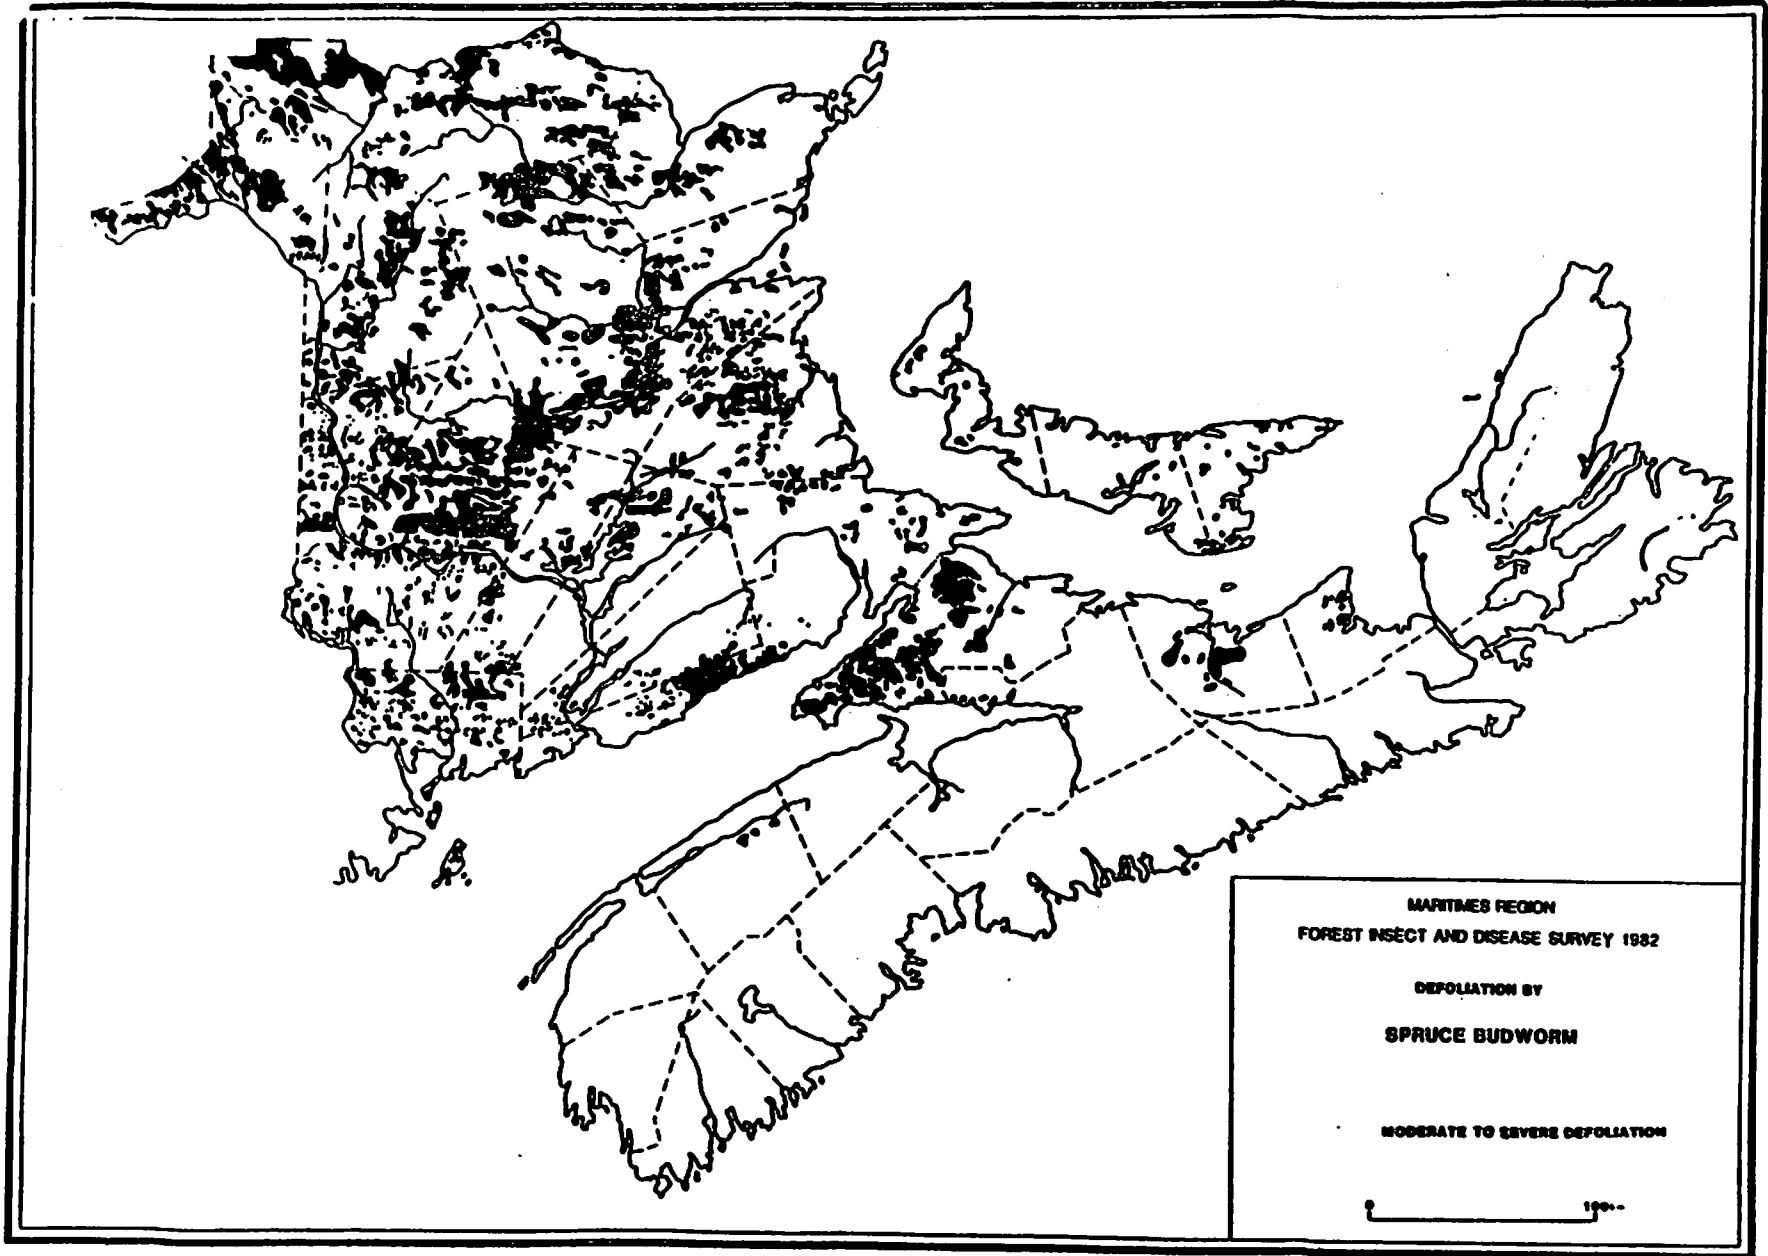 MARITIMES REGION
FOREST INSECT AND DISEASE SURVEY 1982
DEFOLIATION BY
SPRUCE BUDWORM
MODERATE TO SEVERE DEFOLIATION
0